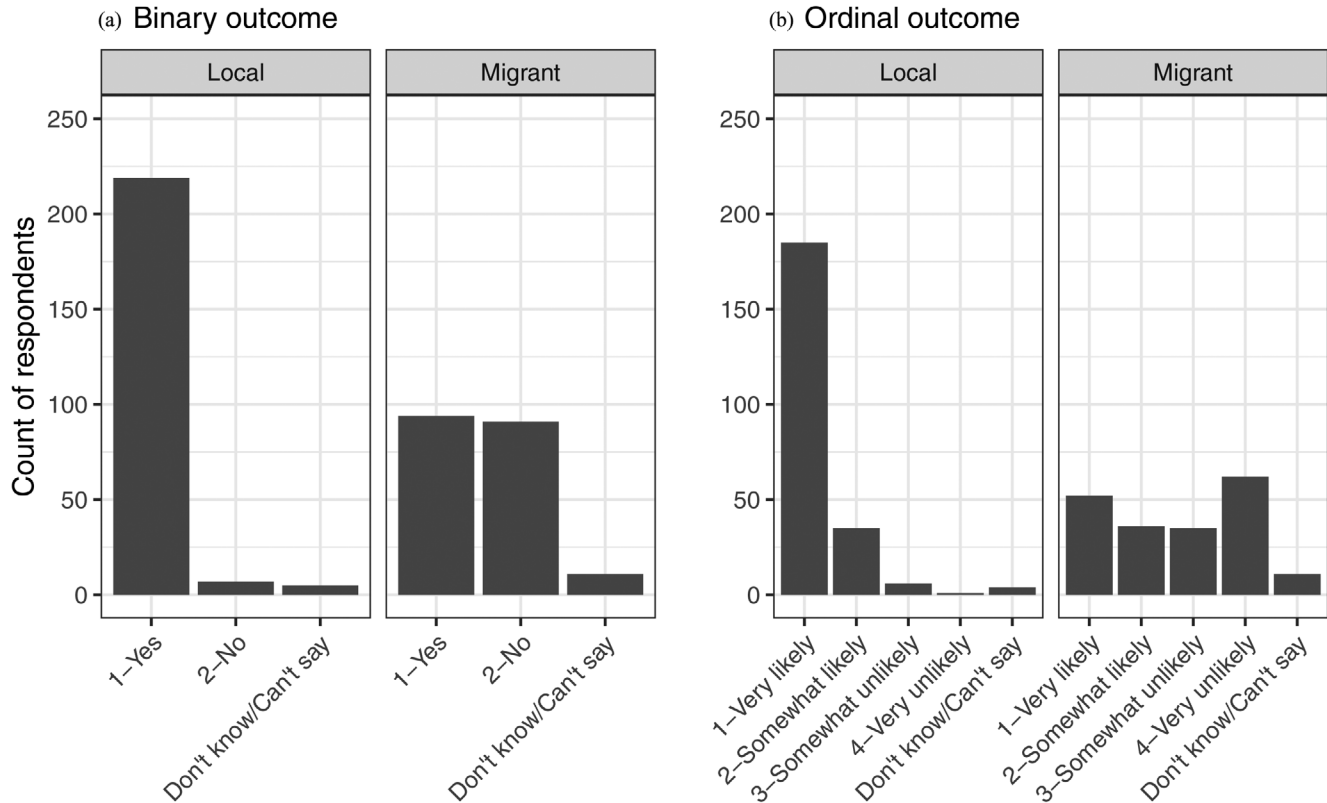 (a) Binary outcome
Local
Migrant
Count of respondents
250
200
150
100
50
0
1–Yes
2–No
Don't know/Can't say
1–Yes
2–No
Don't know/Can't say
(b) Ordinal outcome
Local
Migrant
250
200
150
100
50
0
1–Very likely
2–Somewhat likely
3–Somewhat unlikely
4–Very unlikely
Don't know/Can't say
1–Very likely
2–Somewhat likely
3–Somewhat unlikely
4–Very unlikely
Don't know/Can't say